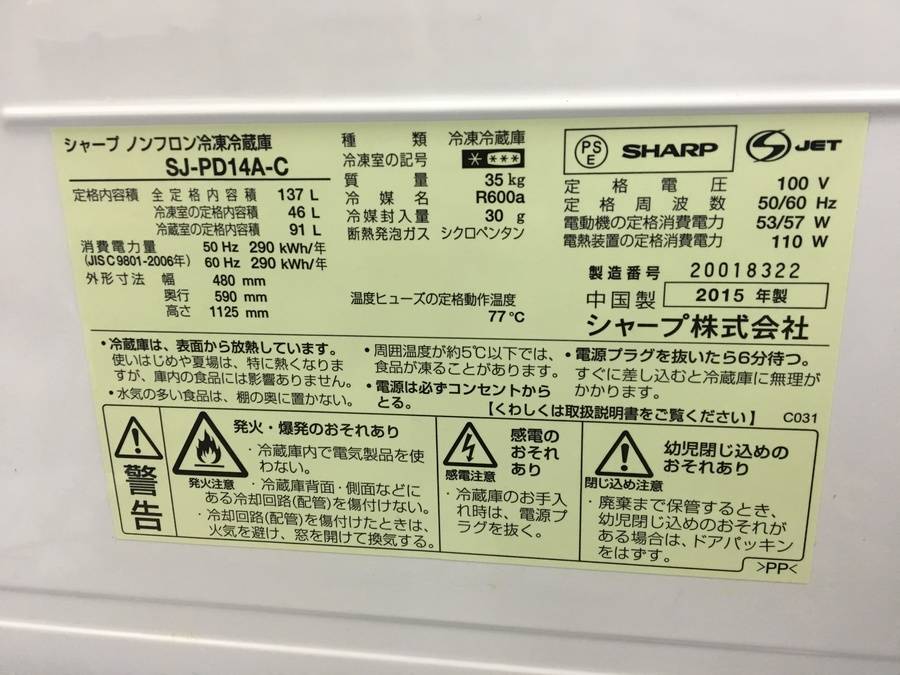 シャープ ノンフロン冷凍冷蔵庫
SJ-PD14A-C
定格内容積 全定格内容積 137 L
冷凍室の定格内容積 46 L
冷蔵室の定格内容積 91 L
消費電力量 50 Hz 290 kWh/年
(JIS C 9801-2006年) 60 Hz 290 kWh/年
外形寸法 幅 480 mm
奥行 590 mm
高さ 1125 mm
種類 冷凍冷蔵庫
冷凍室の記号 * ***
質量 35 kg
冷媒名 R600a
冷媒封入量 30 g
断熱発泡ガス シクロペンタン
温度ヒューズの定格動作温度
77℃
PSE SHARP S JET
定格電圧 100 V
定格周波数 50/60 Hz
電動機の定格消費電力 53/57 W
電熱装置の定格消費電力 110 W
製造番号 20018322
中国製 2015 年製
シャープ株式会社
・冷蔵庫は、表面から放熱しています。
使いはじめや夏場は、特に熱くなりま
すが、庫内の食品には影響ありません。
・水気の多い食品は、棚の奥に置かない。
・周囲温度が約5℃以下では、
食品が凍ることがあります。
・電源は必ずコンセントから
とる。
・電源プラグを抜いたら6分待つ。
すぐに差し込むと冷蔵庫に無理が
かかります。
【くわしくは取扱説明書をご覧ください】 C031
警告
発火注意
発火・爆発のおそれあり
・冷蔵庫内で電気製品を使
わない。
・冷蔵庫背面・側面などに
ある冷却回路(配管)を傷付けない。
・冷却回路(配管)を傷付けたときは、
火気を避け、窓を開けて換気する。
感電注意
感電の
おそれ
あり
・冷蔵庫のお手入
れ時は、電源プ
ラグを抜く。
閉じ込め注意
幼児閉じ込めの
おそれあり
・廃棄まで保管するとき、
幼児閉じ込めのおそれが
ある場合は、ドアパッキン
をはずす。
>PP<